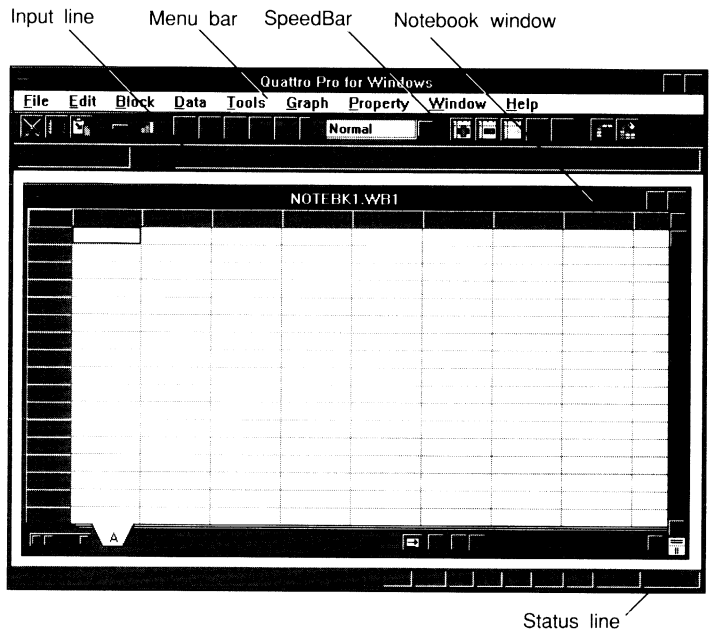 Input line Menu bar SpeedBar Notebook window
Quattro Pro for Windows
File Edit Block Data Tools Graph Property Window Help
Normal
NOTEBK1.WB1
A
Status line